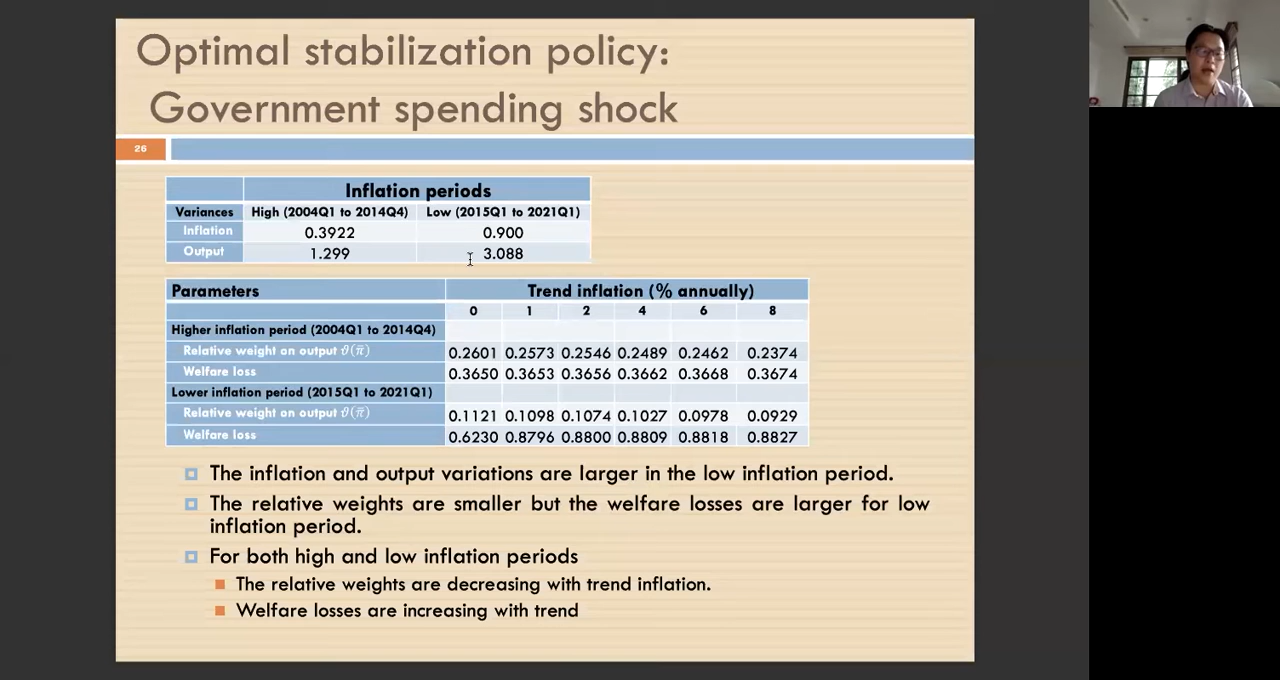 Optimal stabilization policy:
Government spending shock
26
Inflation periods
Variances High (2004Q1 to 2014Q4) Low (2015Q1 to 2021Q1)
Inflation 0.3922 0.900
Output 1.299 3.088
Parameters Trend inflation (% annually)
0 1 2 4 6 8
Higher inflation period (2004Q1 to 2014Q4)
Relative weight on output ϑ(π̄) 0.2601 0.2573 0.2546 0.2489 0.2462 0.2374
Welfare loss 0.3650 0.3653 0.3656 0.3662 0.3668 0.3674
Lower inflation period (2015Q1 to 2021Q1)
Relative weight on output ϑ(π̄) 0.1121 0.1098 0.1074 0.1027 0.0978 0.0929
Welfare loss 0.6230 0.8796 0.8800 0.8809 0.8818 0.8827
The inflation and output variations are larger in the low inflation period.
The relative weights are smaller but the welfare losses are larger for low
inflation period.
For both high and low inflation periods
The relative weights are decreasing with trend inflation.
Welfare losses are increasing with trend